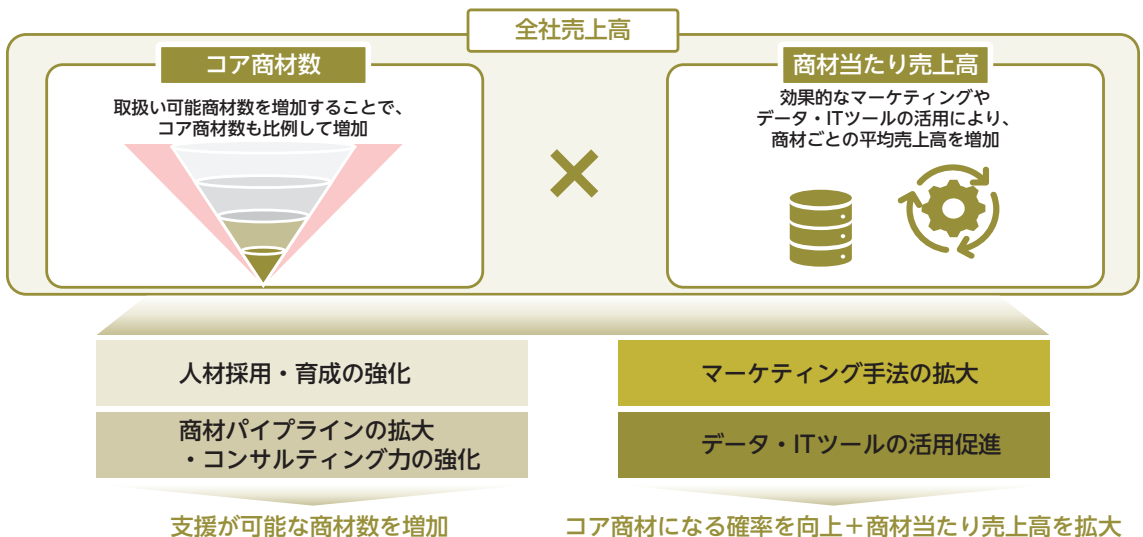 全社売上高
コア商材数
取扱い可能商材数を増加することで、
コア商材数も比例して増加
×
商材当たり売上高
効果的なマーケティングや
データ・ITツールの活用により、
商材ごとの平均売上高を増加
人材採用・育成の強化
商材パイプラインの拡大
・コンサルティング力の強化
支援が可能な商材数を増加
マーケティング手法の拡大
データ・ITツールの活用促進
コア商材になる確率を向上＋商材当たり売上高を拡大